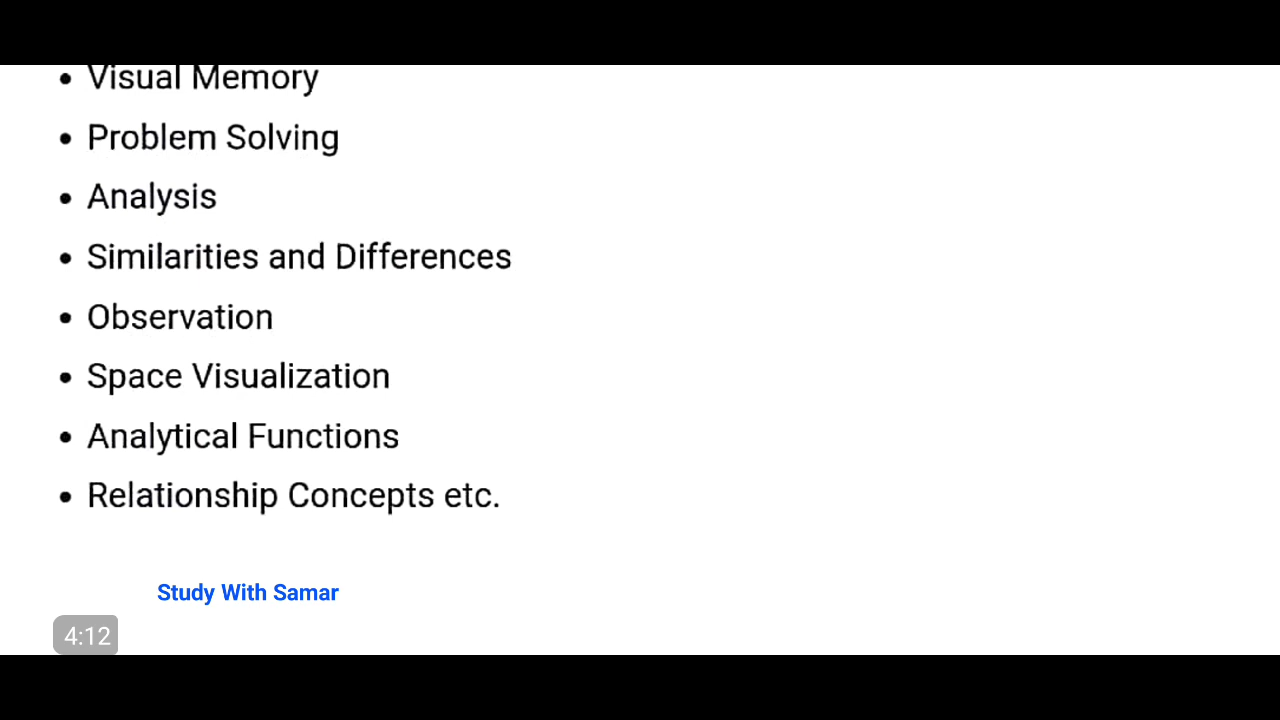 • Visual Memory
• Problem Solving
• Analysis
• Similarities and Differences
• Observation
• Space Visualization
• Analytical Functions
• Relationship Concepts etc.
Study With Samar
4:12